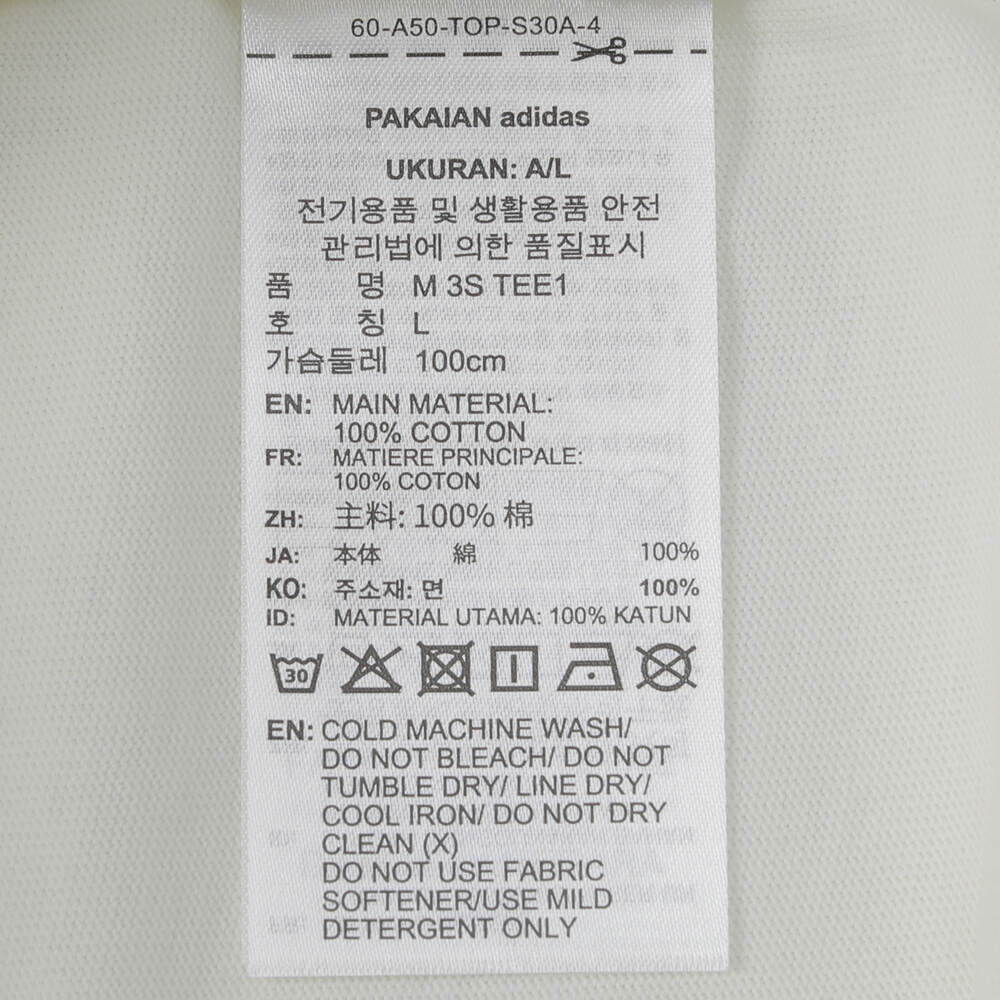 60-A50-TOP-S30A-4
PAKAIAN adidas
UKURAN: A/L
전기용품 및 생활용품 안전
관리법에 의한 품질표시
품 명 M 3S TEE1
호 칭 L
가슴둘레 100cm
EN: MAIN MATERIAL:
100% COTTON
FR: MATIERE PRINCIPALE:
100% COTON
ZH: 主料: 100% 棉
JA: 本体 綿 100%
KO: 주소재: 면 100%
ID: MATERIAL UTAMA: 100% KATUN
30
EN: COLD MACHINE WASH/
DO NOT BLEACH/ DO NOT
TUMBLE DRY/ LINE DRY/
COOL IRON/ DO NOT DRY
CLEAN (X)
DO NOT USE FABRIC
SOFTENER/USE MILD
DETERGENT ONLY